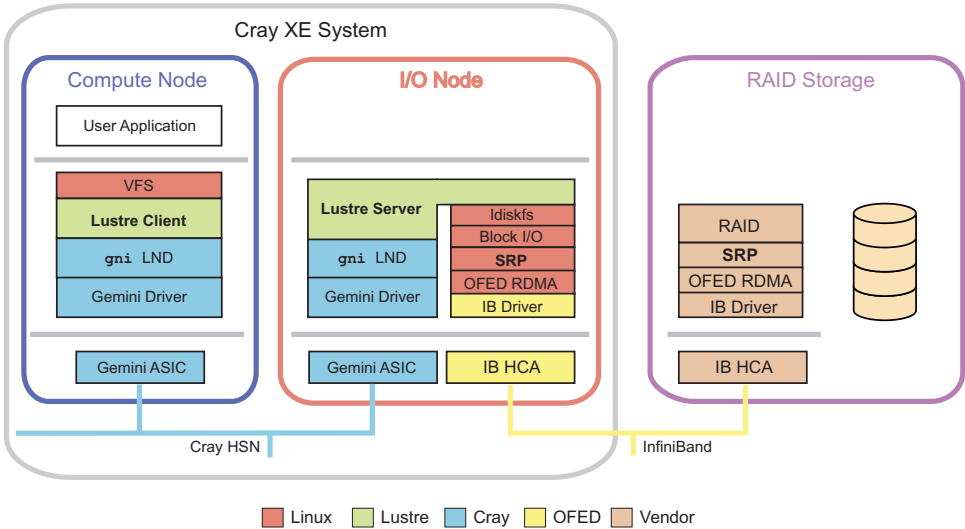 Cray XE System
Compute Node
User Application
VFS
Lustre Client
gni LND
Gemini Driver
Gemini ASIC
I/O Node
Lustre Server
gni LND
Gemini Driver
ldiskfs
Block I/O
SRP
OFED RDMA
IB Driver
Gemini ASIC
IB HCA
RAID Storage
RAID
SRP
OFED RDMA
IB Driver
IB HCA
Cray HSN
InfiniBand
Linux
Lustre
Cray
OFED
Vendor